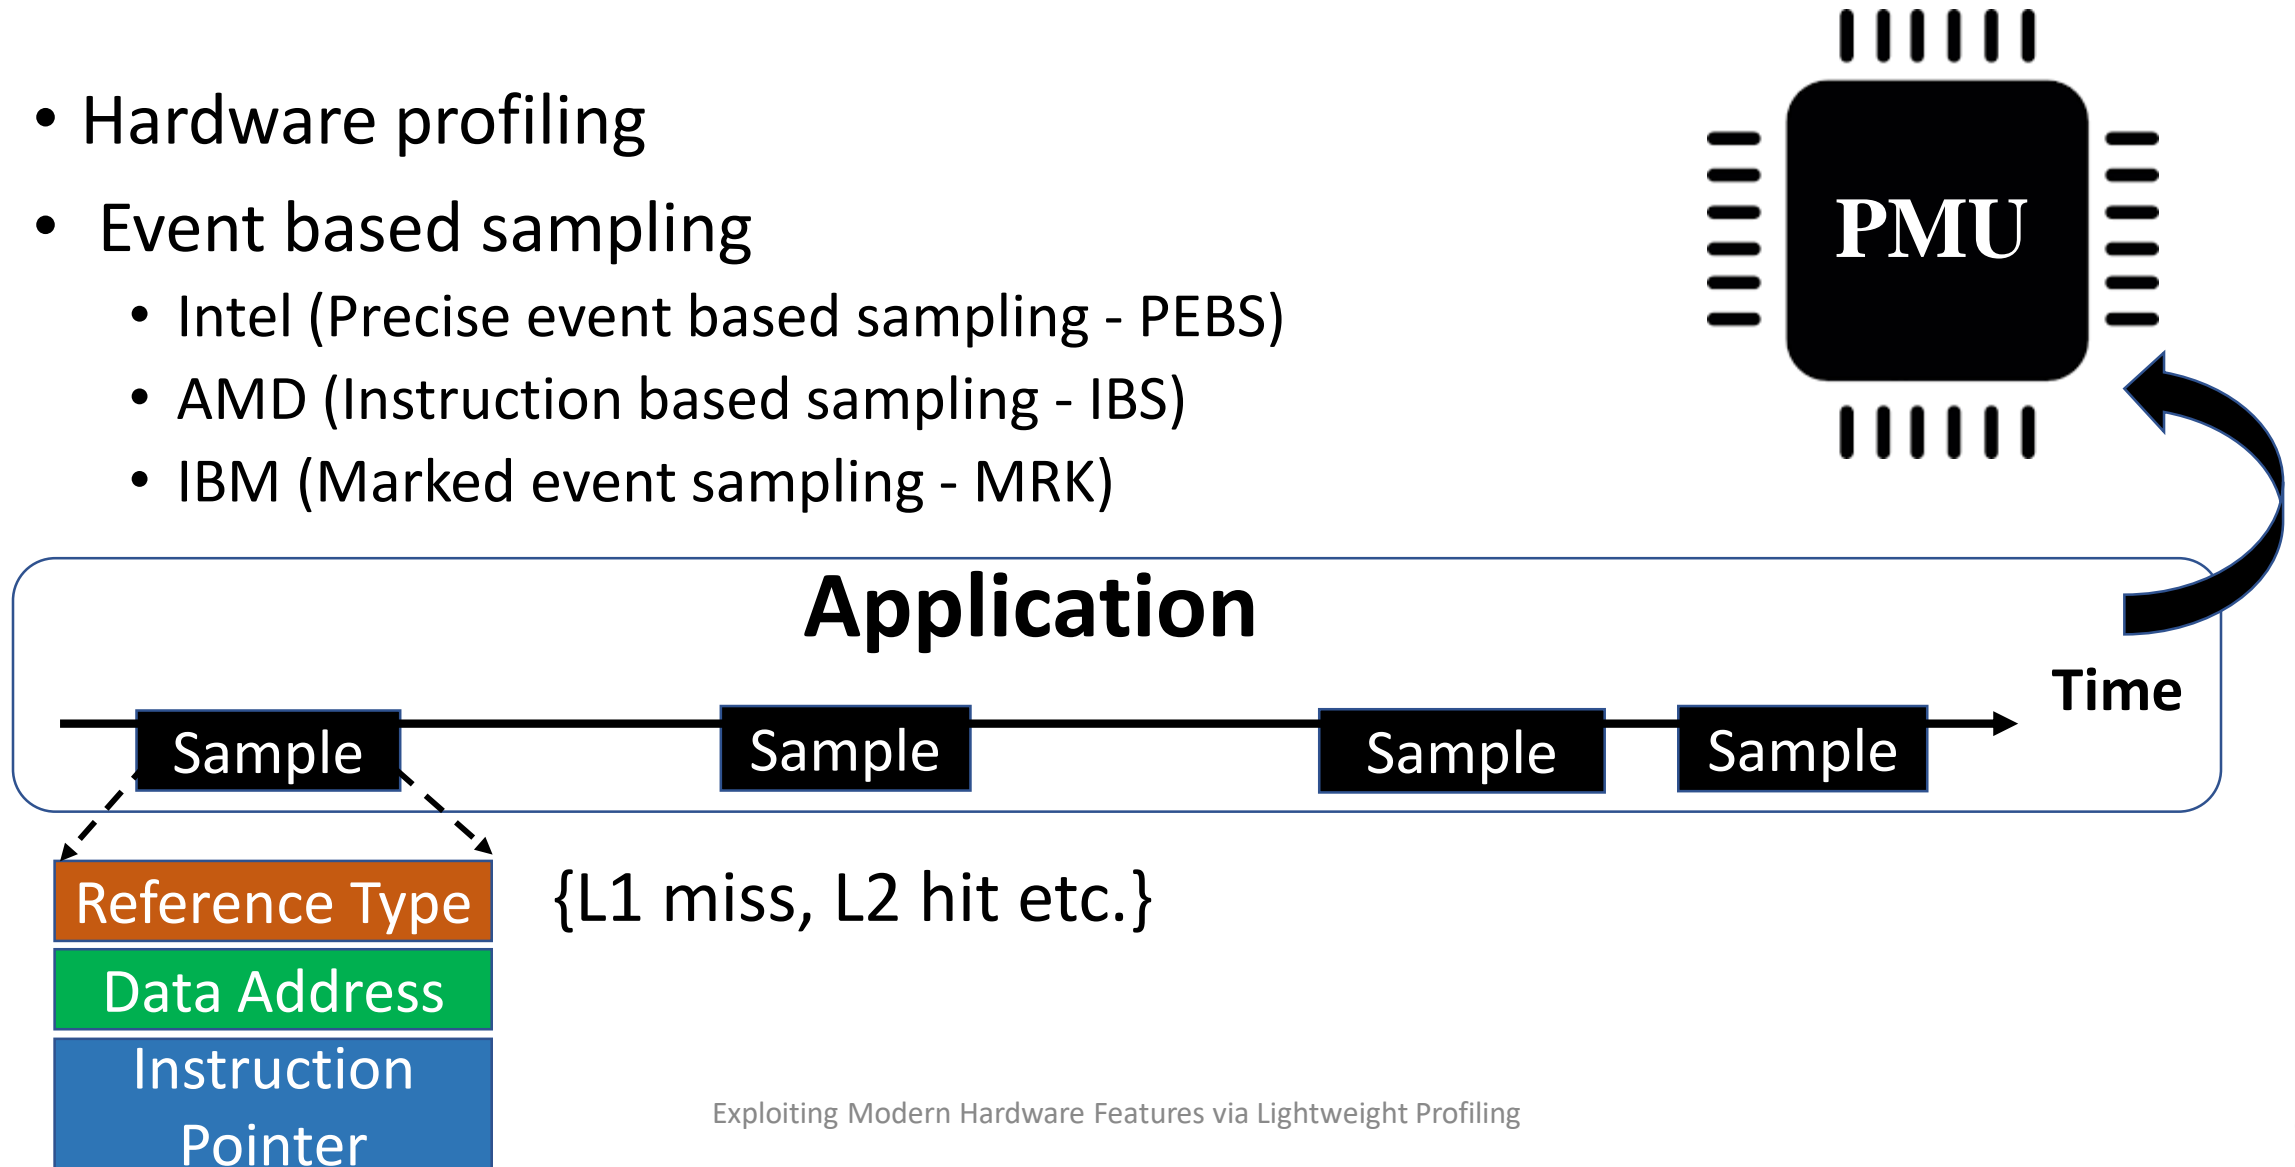 • Hardware profiling
• Event based sampling
• Intel (Precise event based sampling - PEBS)
• AMD (Instruction based sampling - IBS)
• IBM (Marked event sampling - MRK)
PMU
Application
Time
Sample
Sample
Sample
Sample
Reference Type
{L1 miss, L2 hit etc.}
Data Address
Instruction
Pointer
Exploiting Modern Hardware Features via Lightweight Profiling